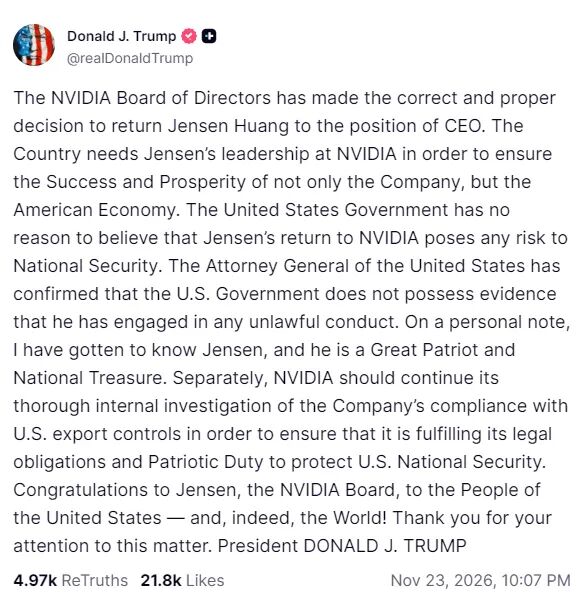 Donald J. Trump
@realDonaldTrump
The NVIDIA Board of Directors has made the correct and proper
decision to return Jensen Huang to the position of CEO. The
Country needs Jensen’s leadership at NVIDIA in order to ensure
the Success and Prosperity of not only the Company, but the
American Economy. The United States Government has no
reason to believe that Jensen’s return to NVIDIA poses any risk to
National Security. The Attorney General of the United States has
confirmed that the U.S. Government does not possess evidence
that he has engaged in any unlawful conduct. On a personal note,
I have gotten to know Jensen, and he is a Great Patriot and
National Treasure. Separately, NVIDIA should continue its
thorough internal investigation of the Company’s compliance with
U.S. export controls in order to ensure that it is fulfilling its legal
obligations and Patriotic Duty to protect U.S. National Security.
Congratulations to Jensen, the NVIDIA Board, to the People of
the United States — and, indeed, the World! Thank you for your
attention to this matter. President DONALD J. TRUMP
4.97k ReTruths 21.8k Likes Nov 23, 2026, 10:07 PM